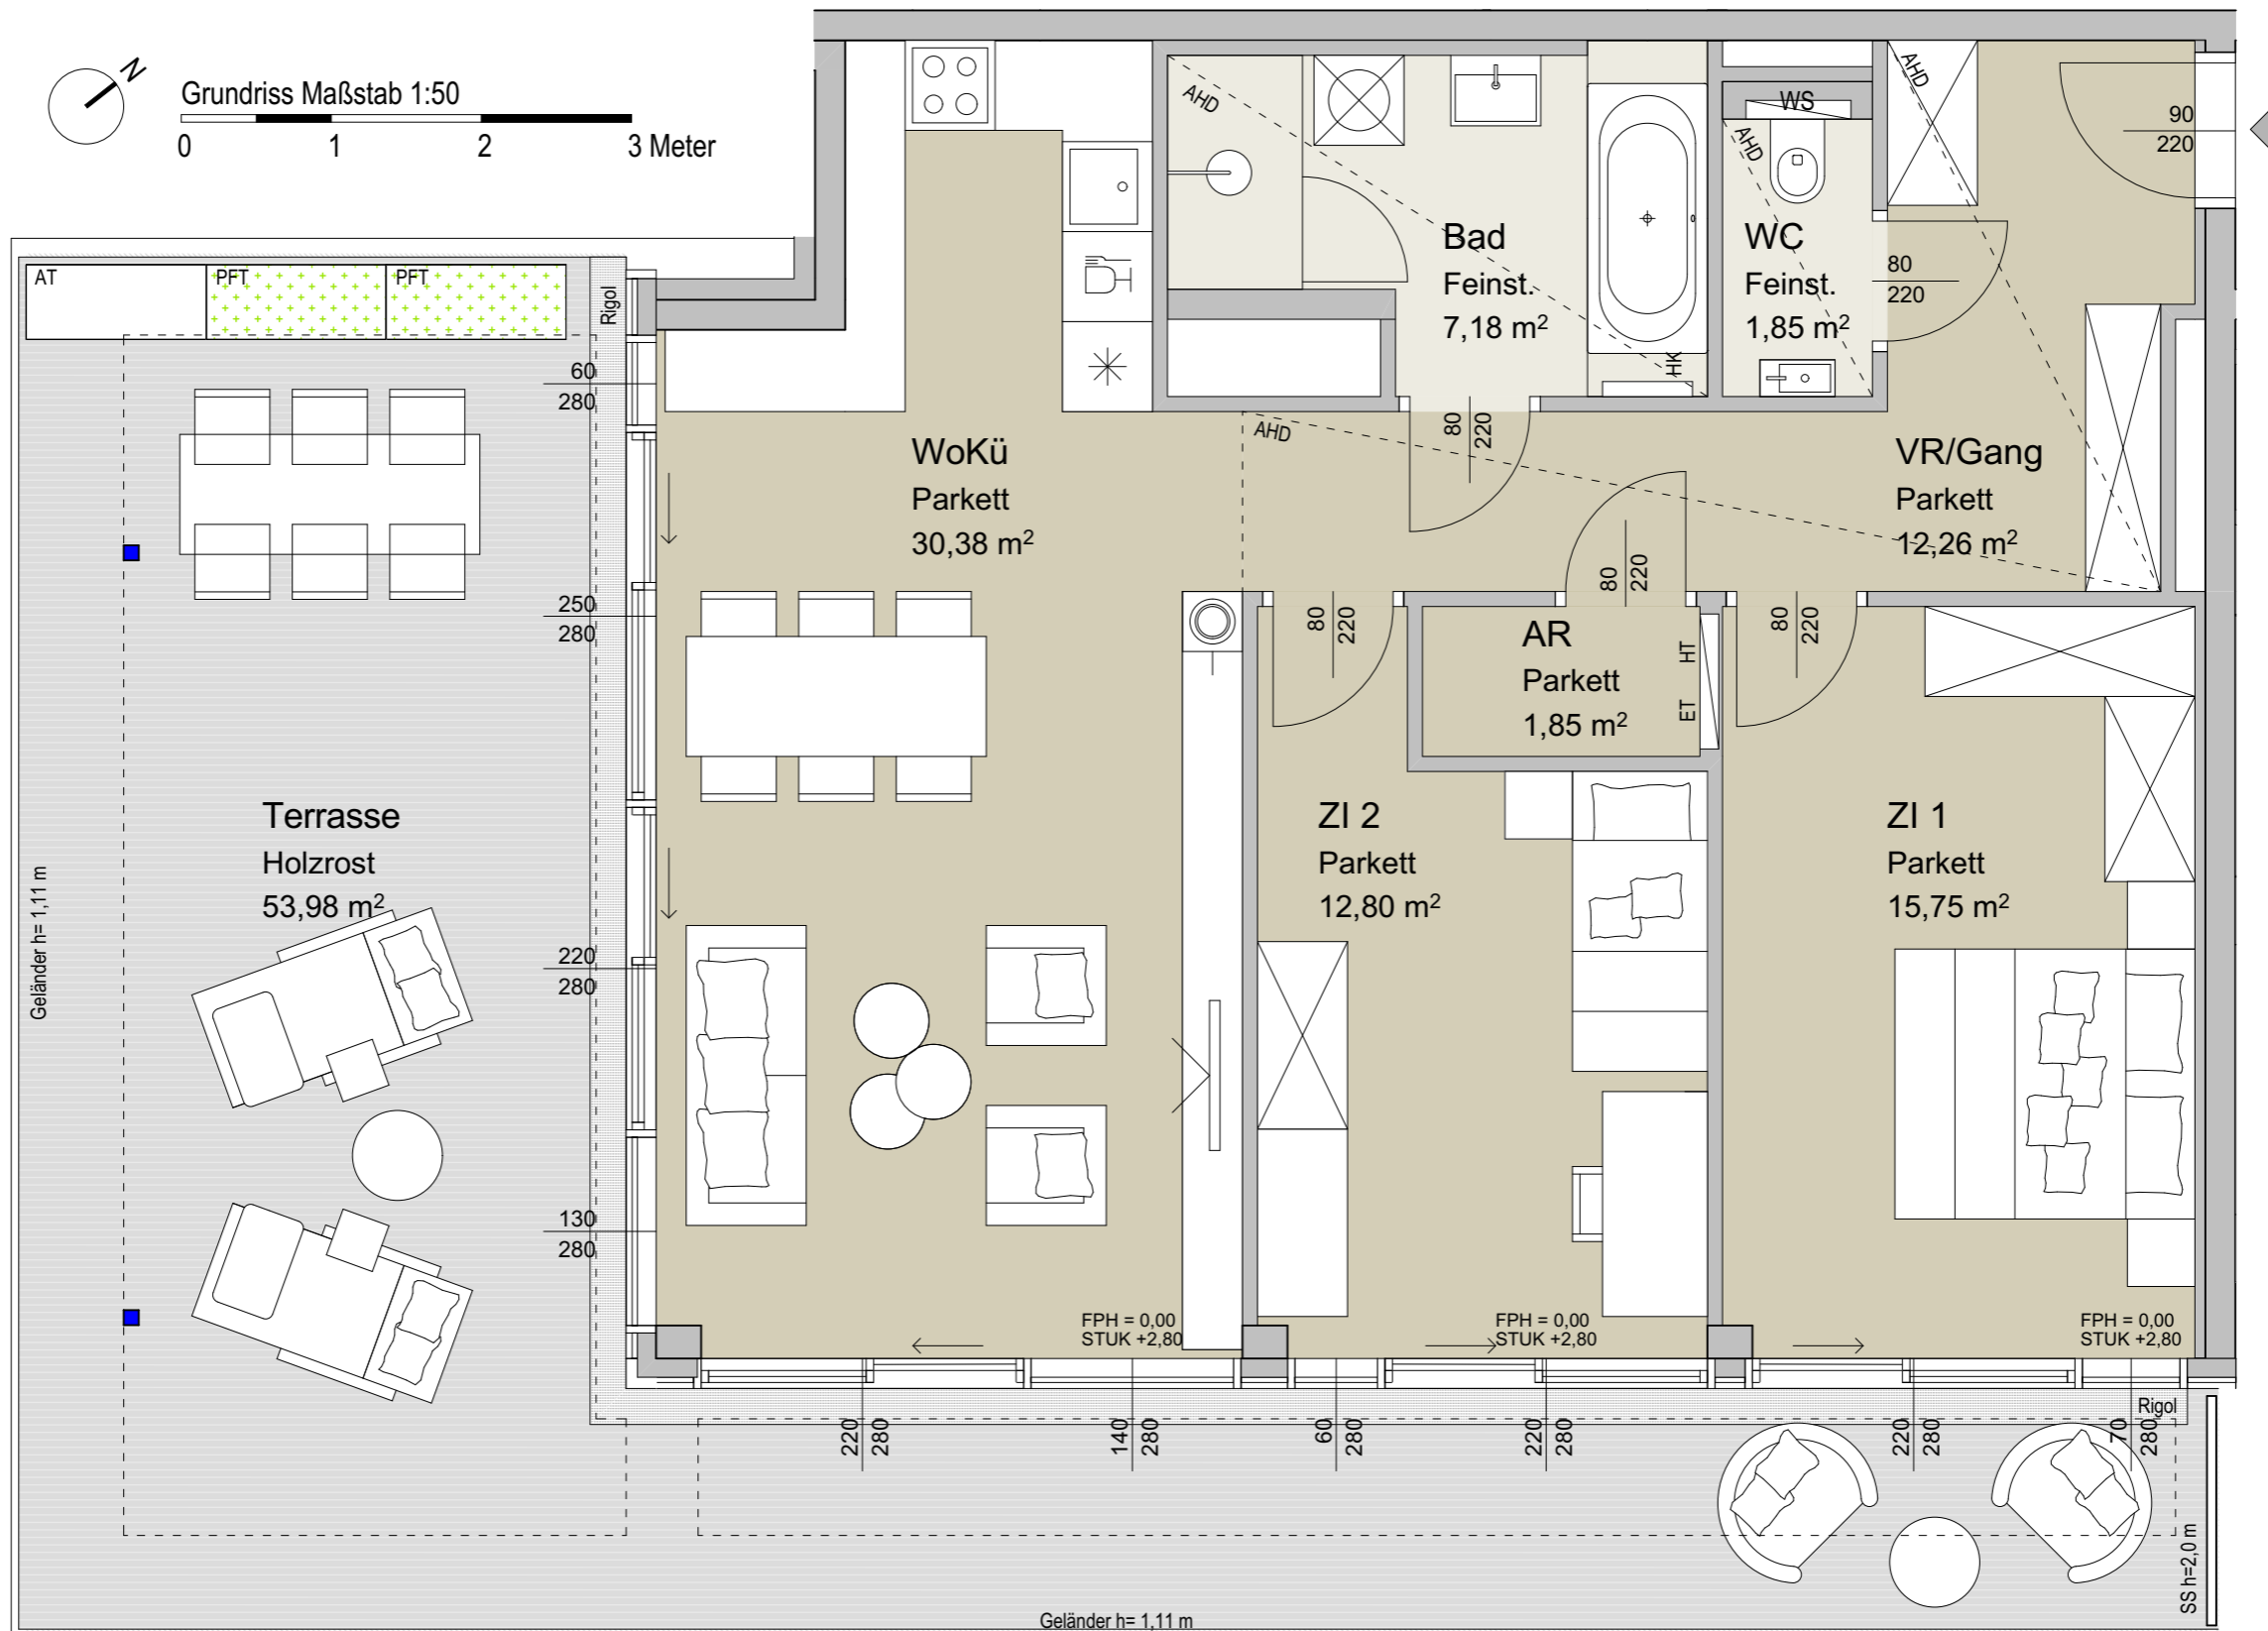 N
Grundriss Maßstab 1:50
0 1 2 3 Meter
AT
PFT
PFT
Rigol
60
280
250
280
220
280
130
280
Geländer h= 1,11 m
Terrasse
Holzrost
53,98 m²
WoKü
Parkett
30,38 m²
AHD
AHD
Bad
Feinst.
7,18 m²
HK
80
220
WS
AHD
WC
Feinst.
1,85 m²
80
220
AHD
90
220
VR/Gang
Parkett
12,26 m²
80
220
80
220
80
220
AR
Parkett
1,85 m²
HT
ET
ZI 2
Parkett
12,80 m²
ZI 1
Parkett
15,75 m²
FPH = 0,00
STUK +2,80
FPH = 0,00
STUK +2,80
FPH = 0,00
STUK +2,80
220
280
140
280
60
280
220
280
220
280
70
280
Rigol
SS h=2,0 m
Geländer h= 1,11 m